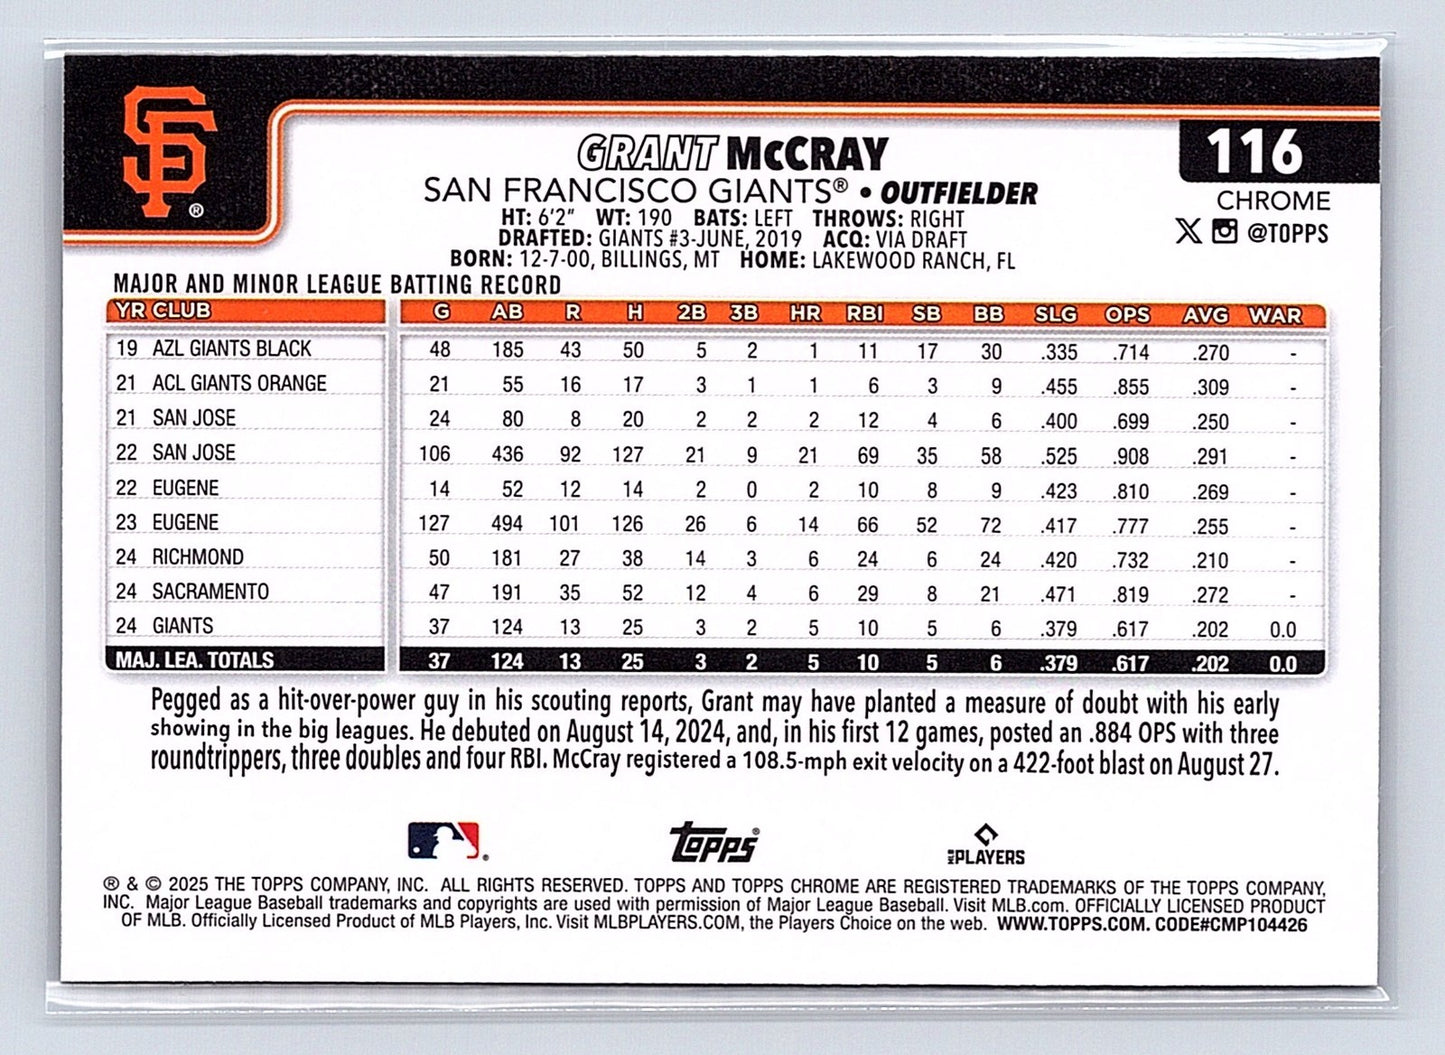 SF®
GRANT McCRAY
116
SAN FRANCISCO GIANTS® • OUTFIELDER
CHROME
HT: 6'2" WT: 190 BATS: LEFT THROWS: RIGHT
@TOPPS
DRAFTED: GIANTS #3-JUNE, 2019 ACQ: VIA DRAFT
BORN: 12-7-00, BILLINGS, MT HOME: LAKEWOOD RANCH, FL
MAJOR AND MINOR LEAGUE BATTING RECORD
YR CLUB G AB R H 2B 3B HR RBI SB BB SLG OPS AVG WAR
19 AZL GIANTS BLACK 48 185 43 50 5 2 1 11 17 30 .335 .714 .270 -
21 ACL GIANTS ORANGE 21 55 16 17 3 1 1 6 3 9 .455 .855 .309 -
21 SAN JOSE 24 80 8 20 2 2 2 12 4 6 .400 .699 .250 -
22 SAN JOSE 106 436 92 127 21 9 21 69 35 58 .525 .908 .291 -
22 EUGENE 14 52 12 14 2 0 2 10 8 9 .423 .810 .269 -
23 EUGENE 127 494 101 126 26 6 14 66 52 72 .417 .777 .255 -
24 RICHMOND 50 181 27 38 14 3 6 24 6 24 .420 .732 .210 -
24 SACRAMENTO 47 191 35 52 12 4 6 29 8 21 .471 .819 .272 -
24 GIANTS 37 124 13 25 3 2 5 10 5 6 .379 .617 .202 0.0
MAJ. LEA. TOTALS 37 124 13 25 3 2 5 10 5 6 .379 .617 .202 0.0
Pegged as a hit-over-power guy in his scouting reports, Grant may have planted a measure of doubt with his early
showing in the big leagues. He debuted on August 14, 2024, and, in his first 12 games, posted an .884 OPS with three
roundtrippers, three doubles and four RBI. McCray registered a 108.5-mph exit velocity on a 422-foot blast on August 27.
Topps®
MLB PLAYERS
® & © 2025 THE TOPPS COMPANY, INC. ALL RIGHTS RESERVED. TOPPS AND TOPPS CHROME ARE REGISTERED TRADEMARKS OF THE TOPPS COMPANY,
INC. Major League Baseball trademarks and copyrights are used with permission of Major League Baseball. Visit MLB.com. OFFICIALLY LICENSED PRODUCT
OF MLB. Officially Licensed Product of MLB Players, Inc. Visit MLBPLAYERS.COM, the Players Choice on the web. WWW.TOPPS.COM. CODE#CMP104426